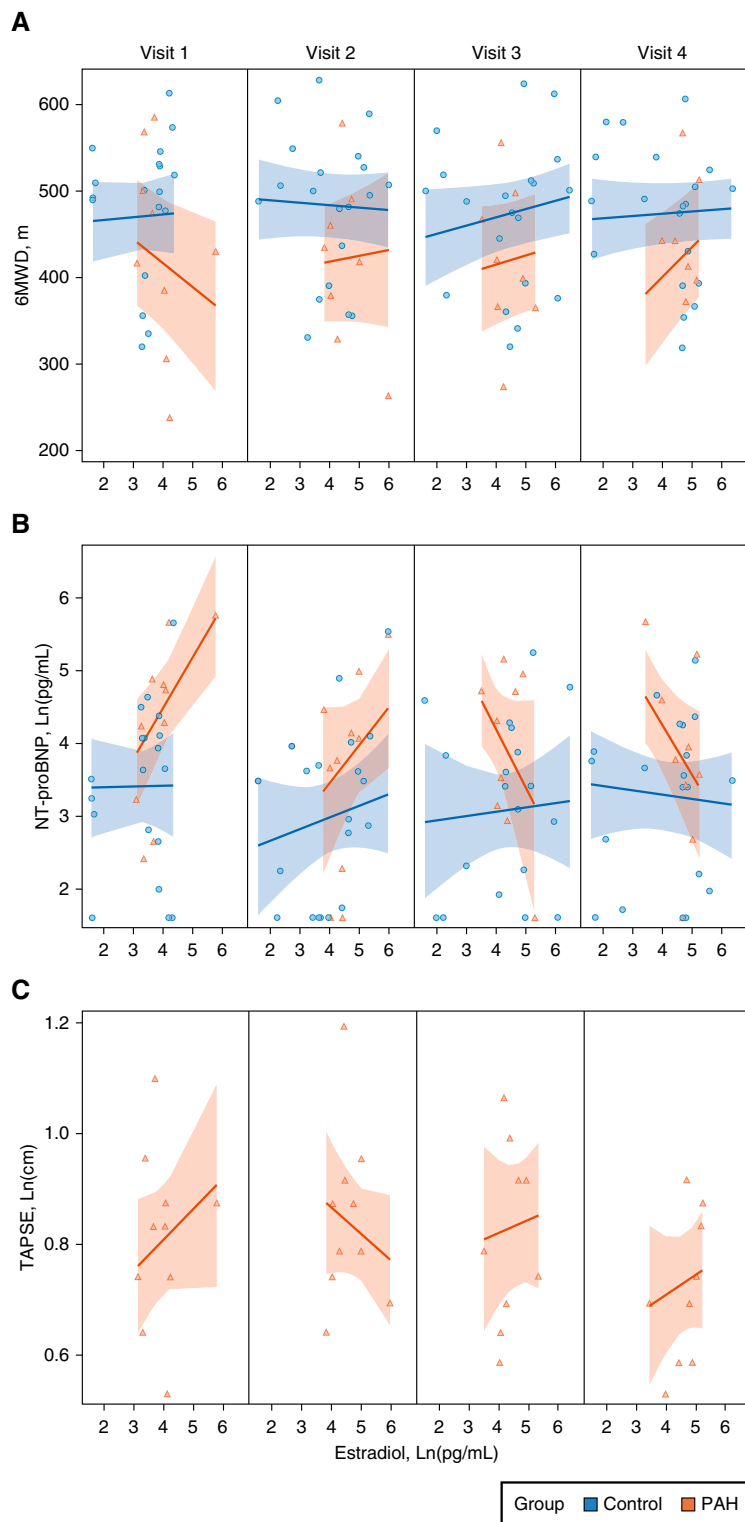 A
Visit 1 Visit 2 Visit 3 Visit 4
600
500
400
300
200
6MWD, m
2 3 4 5 6 2 3 4 5 6 2 3 4 5 6 2 3 4 5 6
B
6
5
4
3
2
NT-proBNP, Ln(pg/mL)
2 3 4 5 6 2 3 4 5 6 2 3 4 5 6 2 3 4 5 6
C
1.2
1.0
0.8
0.6
TAPSE, Ln(cm)
2 3 4 5 6 2 3 4 5 6 2 3 4 5 6 2 3 4 5 6
Estradiol, Ln(pg/mL)
Group Control PAH